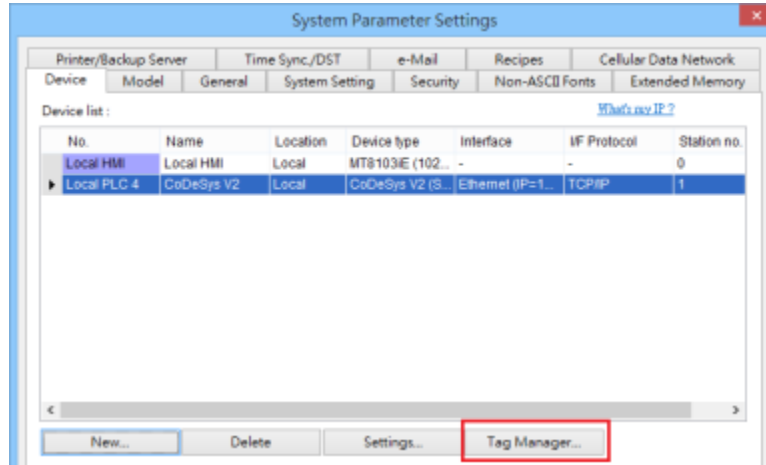 System Parameter Settings
Printer/Backup Server Time Sync./DST e-Mail Recipes Cellular Data Network
Device Model General System Setting Security Non-ASCII Fonts Extended Memory
Device list : What's my IP ?
No. Name Location Device type Interface I/F Protocol Station no.
Local HMI Local HMI Local MT8103iE (102... - - 0
Local PLC 4 CoDeSys V2 Local CoDeSys V2 (S... Ethernet (IP=1... TCP/IP 1
New... Delete Settings... Tag Manager...